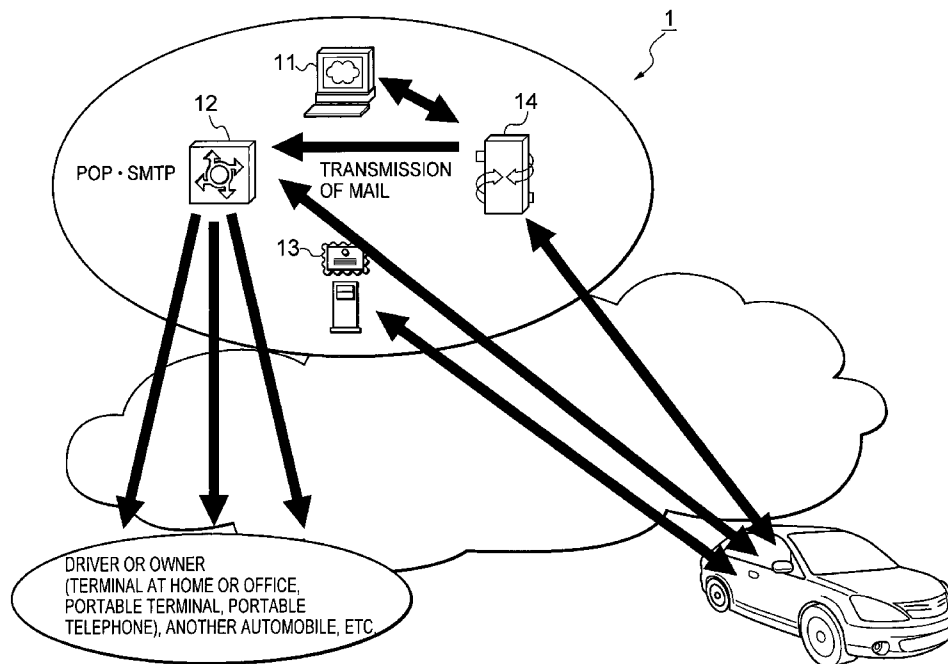 1
11
12
14
POP・SMTP
TRANSMISSION
OF MAIL
13
DRIVER OR OWNER
(TERMINAL AT HOME OR OFFICE,
PORTABLE TERMINAL, PORTABLE
TELEPHONE), ANOTHER AUTOMOBILE, ETC.